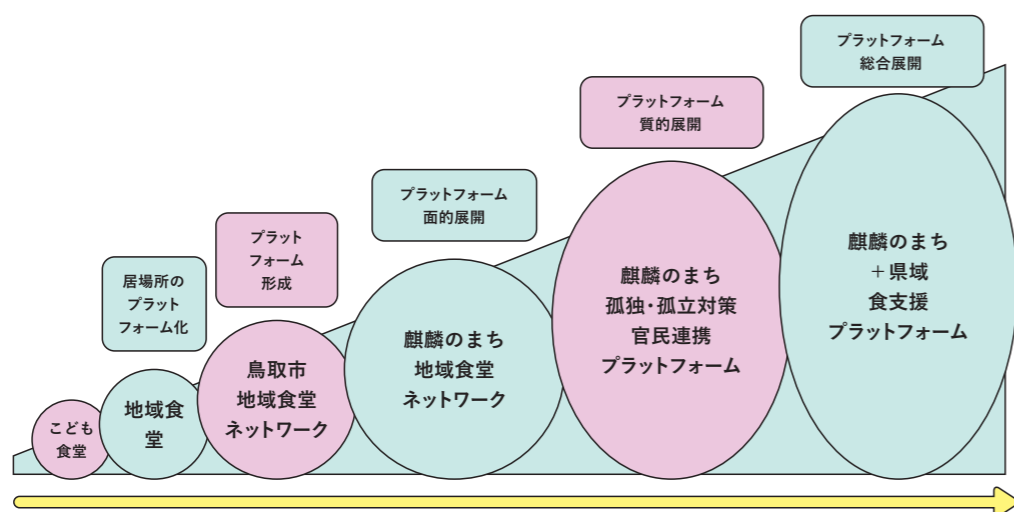 こども
食堂
居場所の
プラット
フォーム化
地域食
堂
プラット
フォーム
形成
鳥取市
地域食堂
ネットワーク
プラットフォーム
面的展開
麒麟のまち
地域食堂
ネットワーク
プラットフォーム
質的展開
麒麟のまち
孤独・孤立対策
官民連携
プラットフォーム
プラットフォーム
総合展開
麒麟のまち
＋県域
食支援
プラットフォーム